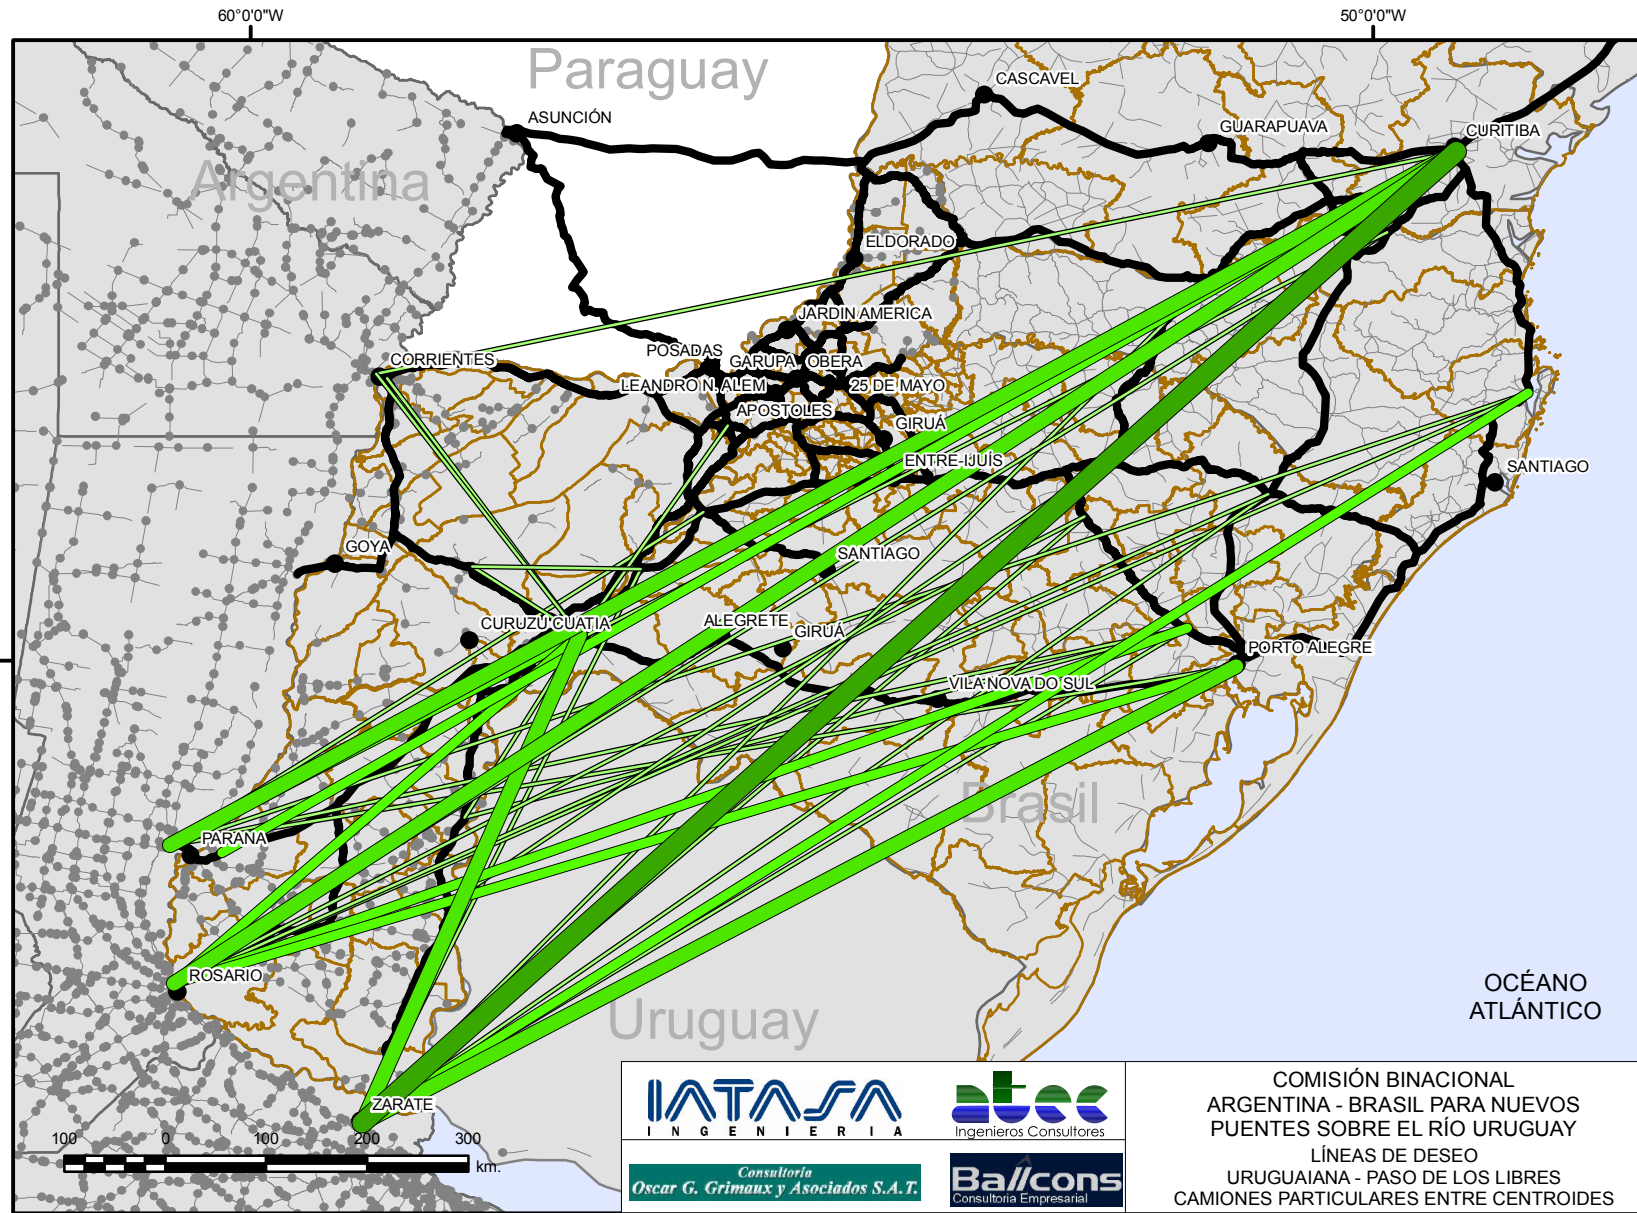 60°0'0"W
50°0'0"W
Paraguay
CASCAVEL
ASUNCIÓN
GUARAPUAVA
CURITIBA
Argentina
ELDORADO
JARDIN AMERICA
POSADAS
CORRIENTES
GARUPA
OBERA
LEANDRO N. ALEM
25 DE MAYO
APOSTOLES
GIRUÁ
ENTRE-IJUÍS
SANTIAGO
GOYA
SANTIAGO
CURUZÚ CUATIA
ALEGRETE
GIRUÁ
PORTO ALEGRE
VILA NOVA DO SUL
Brasil
PARANA
ROSARIO
OCÉANO
ATLÁNTICO
Uruguay
ZARATE
100 0 100 200 300
km.
IATASA
INGENIERIA
atec
Ingenieros Consultores
Consultoría
Oscar G. Grimaux y Asociados S.A.T.
Ballcons
Consultoria Empresarial
COMISIÓN BINACIONAL
ARGENTINA - BRASIL PARA NUEVOS
PUENTES SOBRE EL RÍO URUGUAY
LÍNEAS DE DESEO
URUGUAIANA - PASO DE LOS LIBRES
CAMIONES PARTICULARES ENTRE CENTROIDES